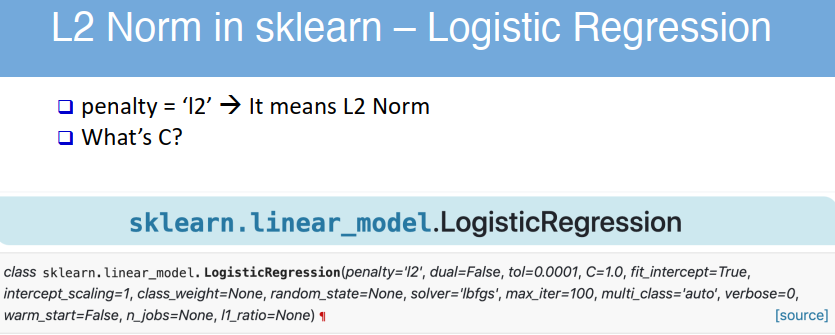 L2 Norm in sklearn – Logistic Regression
penalty = ‘l2’ → It means L2 Norm
What’s C?
sklearn.linear_model.LogisticRegression
class sklearn.linear_model.LogisticRegression(penalty='l2', dual=False, tol=0.0001, C=1.0, fit_intercept=True,
intercept_scaling=1, class_weight=None, random_state=None, solver='lbfgs', max_iter=100, multi_class='auto', verbose=0,
warm_start=False, n_jobs=None, l1_ratio=None) ¶ [source]